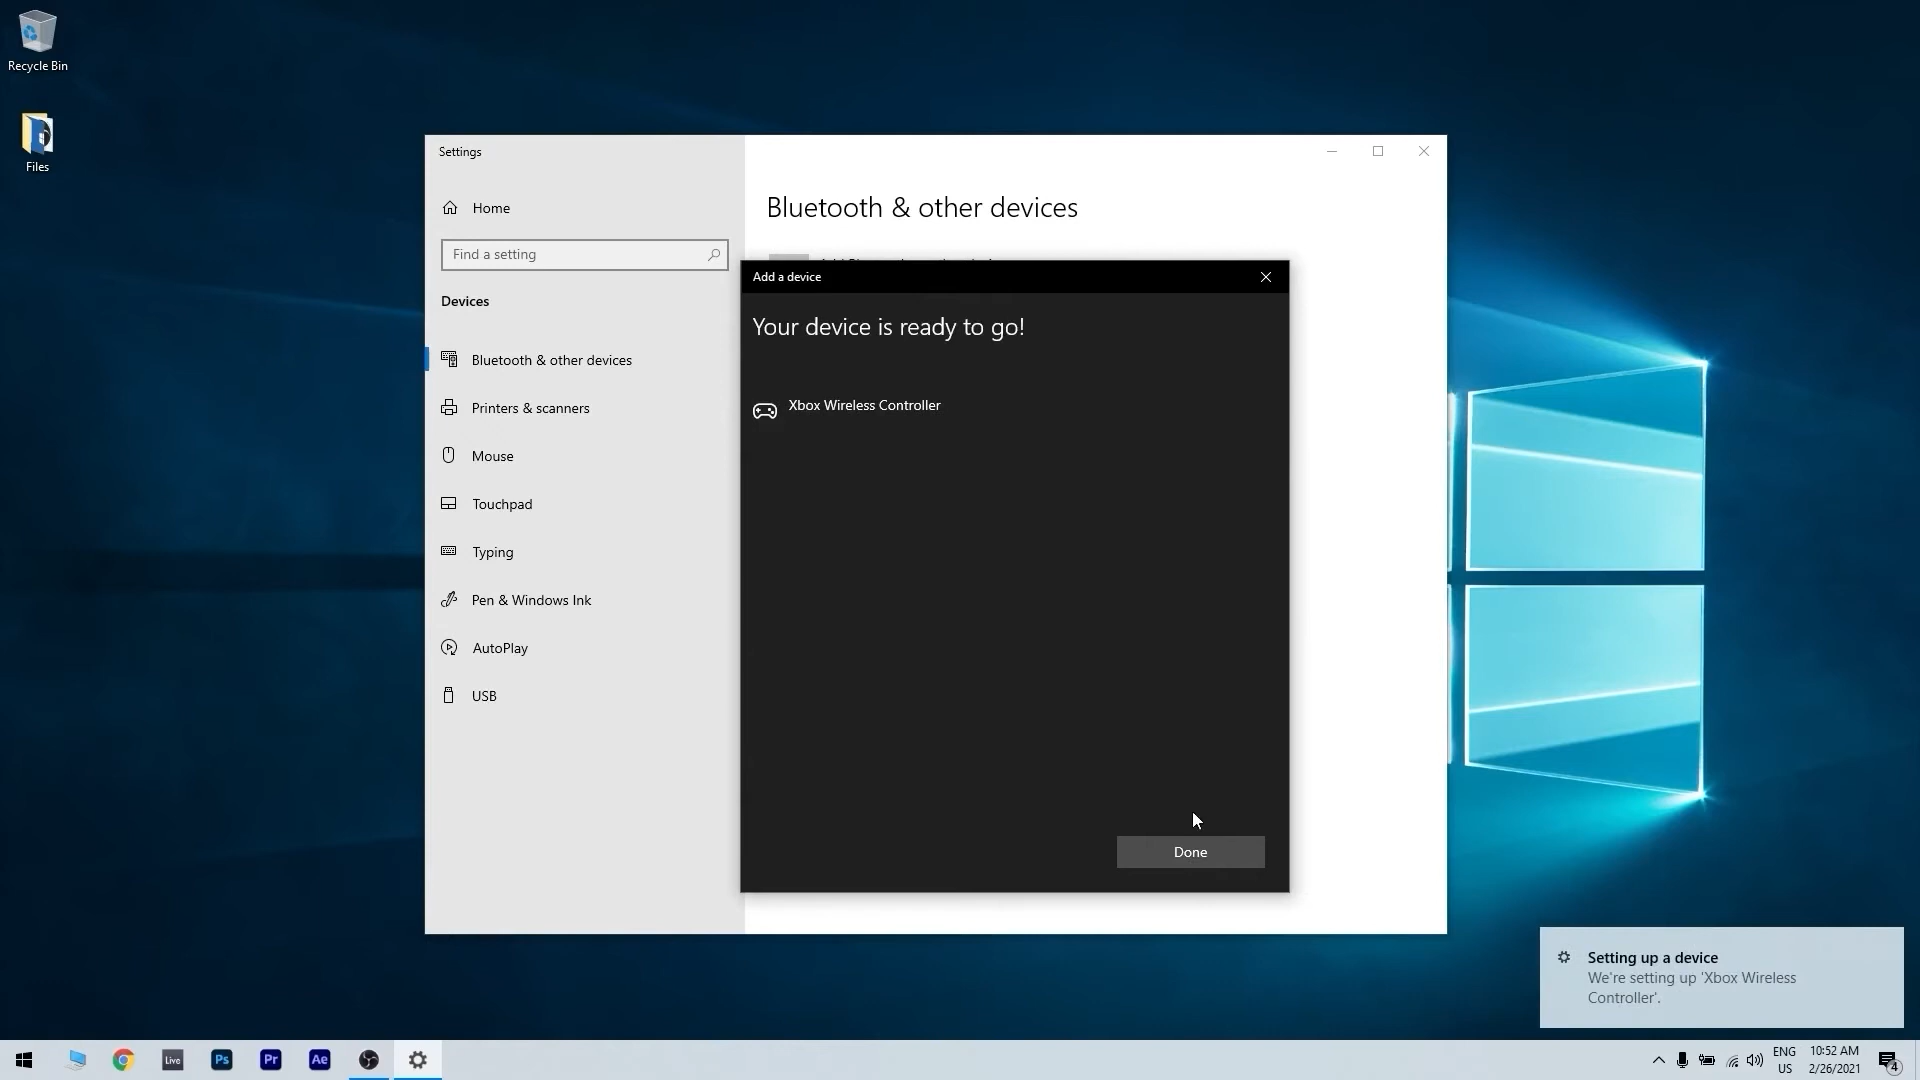 Recycle Bin
Files
Settings
Home
Find a setting
Devices
Bluetooth & other devices
Printers & scanners
Mouse
Touchpad
Typing
Pen & Windows Ink
AutoPlay
USB
Bluetooth & other devices
Add a device
Your device is ready to go!
Xbox Wireless Controller
Done
Setting up a device
We're setting up 'Xbox Wireless
Controller'.
Live
Ps
Pr
Ae
ENG
US
10:52 AM
2/26/2021
4